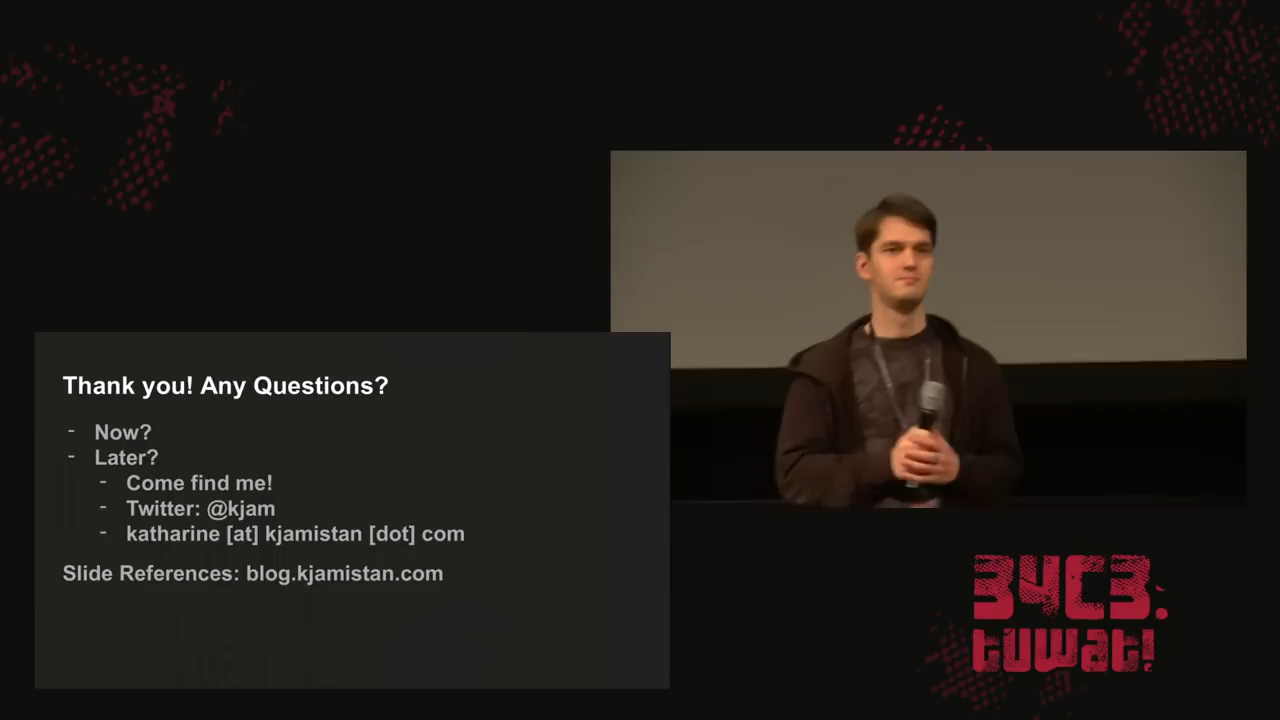 Thank you! Any Questions?
- Now?
- Later?
- Come find me!
- Twitter: @kjam
- katharine [at] kjamistan [dot] com
Slide References: blog.kjamistan.com
34C3.
tuwat!